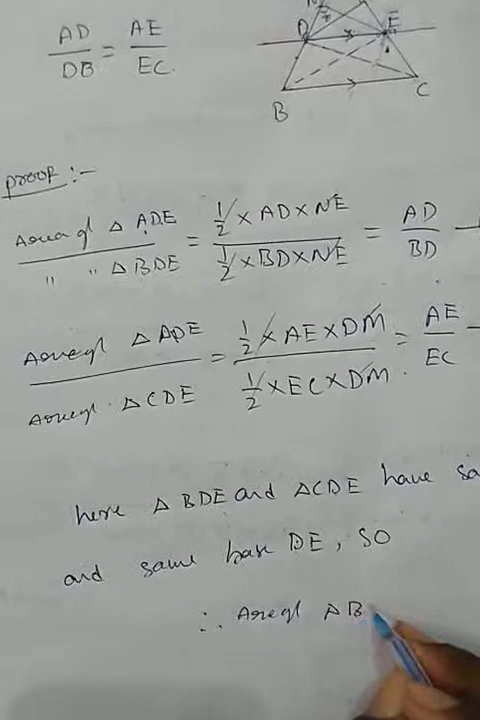 AD/DB = AE/EC.
N
D E
B C
proof :-
Area of △ ADE / " " △ BDE = 1/2 × AD × NE / 1/2 × BD × NE = AD/BD —
Area of △ ADE / Area of △ CDE = 1/2 × AE × DM / 1/2 × EC × DM = AE/EC —
here △ BDE and △CDE have sa
and same base DE, so
∴ Area of △B